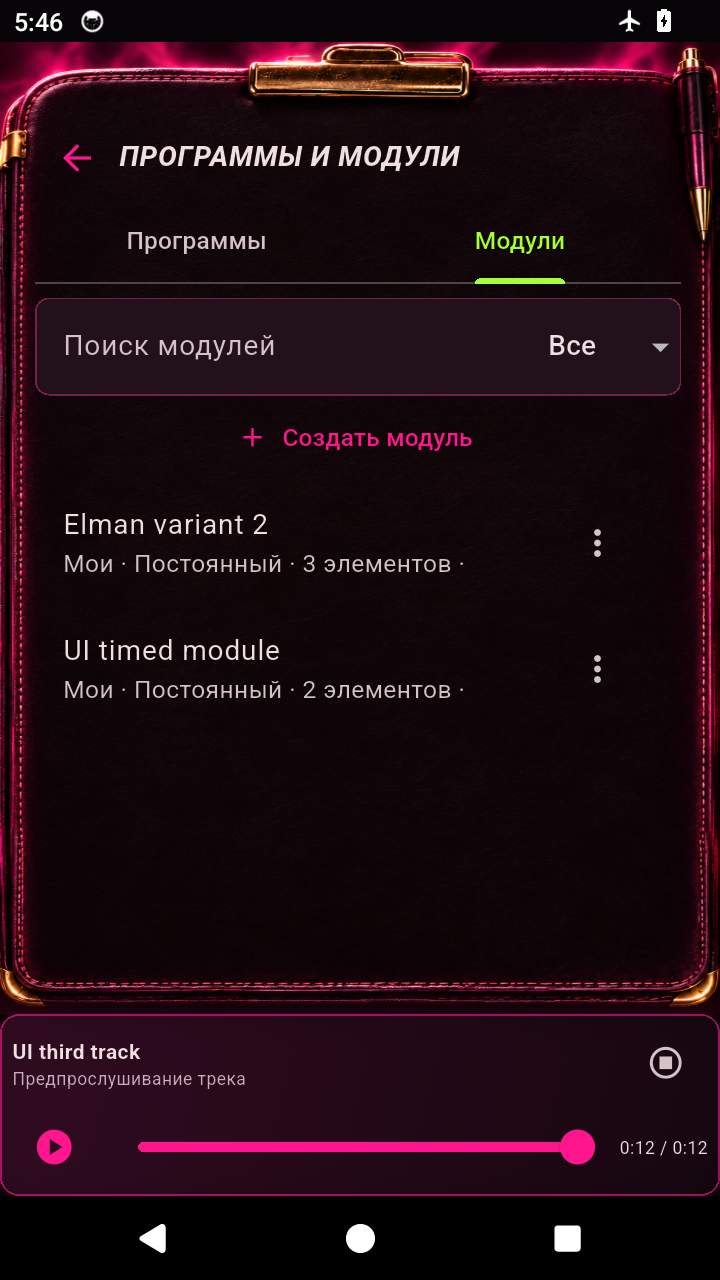 5:46
ПРОГРАММЫ И МОДУЛИ
Программы Модули
Поиск модулей Все
+ Создать модуль
Elman variant 2
Мои · Постоянный · 3 элементов ·
UI timed module
Мои · Постоянный · 2 элементов ·
UI third track
Предпрослушивание трека
0:12 / 0:12